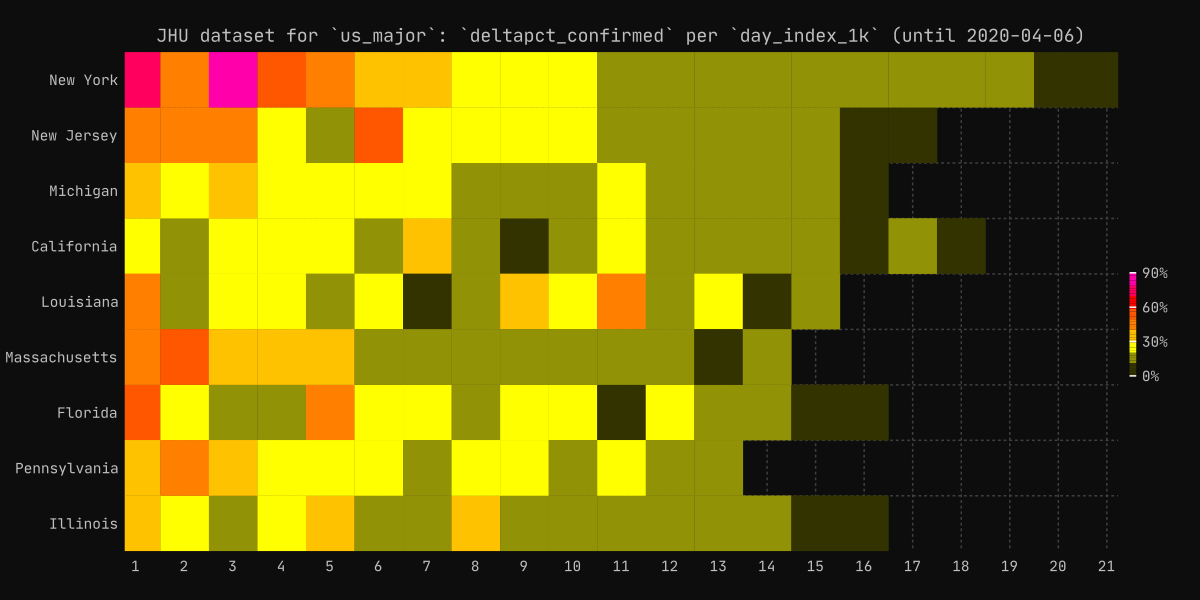 JHU dataset for `us_major`: `deltapct_confirmed` per `day_index_1k` (until 2020-04-06)
New York
New Jersey
Michigan
California
Louisiana
Massachusetts
Florida
Pennsylvania
Illinois
90%
60%
30%
0%
1 2 3 4 5 6 7 8 9 10 11 12 13 14 15 16 17 18 19 20 21